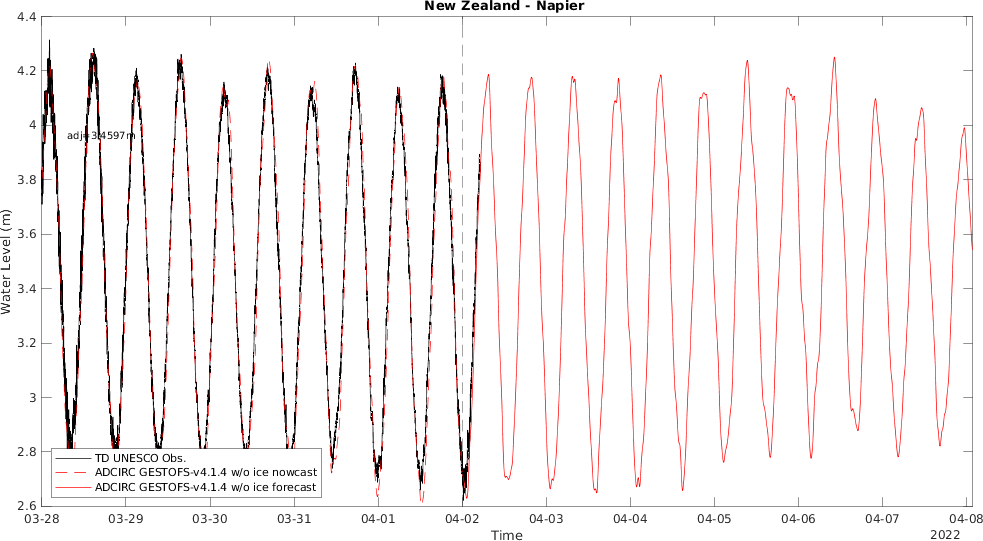 New Zealand - Napier
4.4
4.2
4
3.8
3.6
3.4
3.2
3
2.8
2.6
Water Level (m)
adj=3.4597m
TD UNESCO Obs.
ADCIRC GESTOFS-v4.1.4 w/o ice nowcast
ADCIRC GESTOFS-v4.1.4 w/o ice forecast
03-28 03-29 03-30 03-31 04-01 04-02 04-03 04-04 04-05 04-06 04-07 04-08
Time
2022